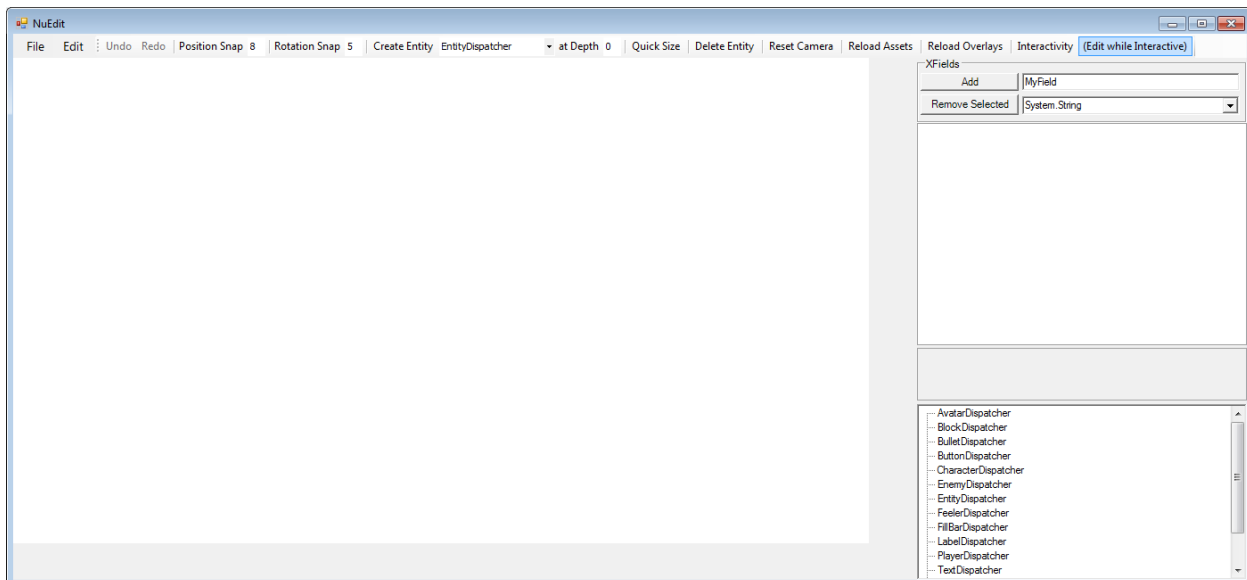 NuEdit
File Edit Undo Redo Position Snap 8 Rotation Snap 5 Create Entity EntityDispatcher at Depth 0 Quick Size Delete Entity Reset Camera Reload Assets Reload Overlays Interactivity (Edit while Interactive)
XFields
Add MyField
Remove Selected System.String
AvatarDispatcher
BlockDispatcher
BulletDispatcher
ButtonDispatcher
CharacterDispatcher
EnemyDispatcher
EntityDispatcher
FeelerDispatcher
FillBarDispatcher
LabelDispatcher
PlayerDispatcher
TextDispatcher